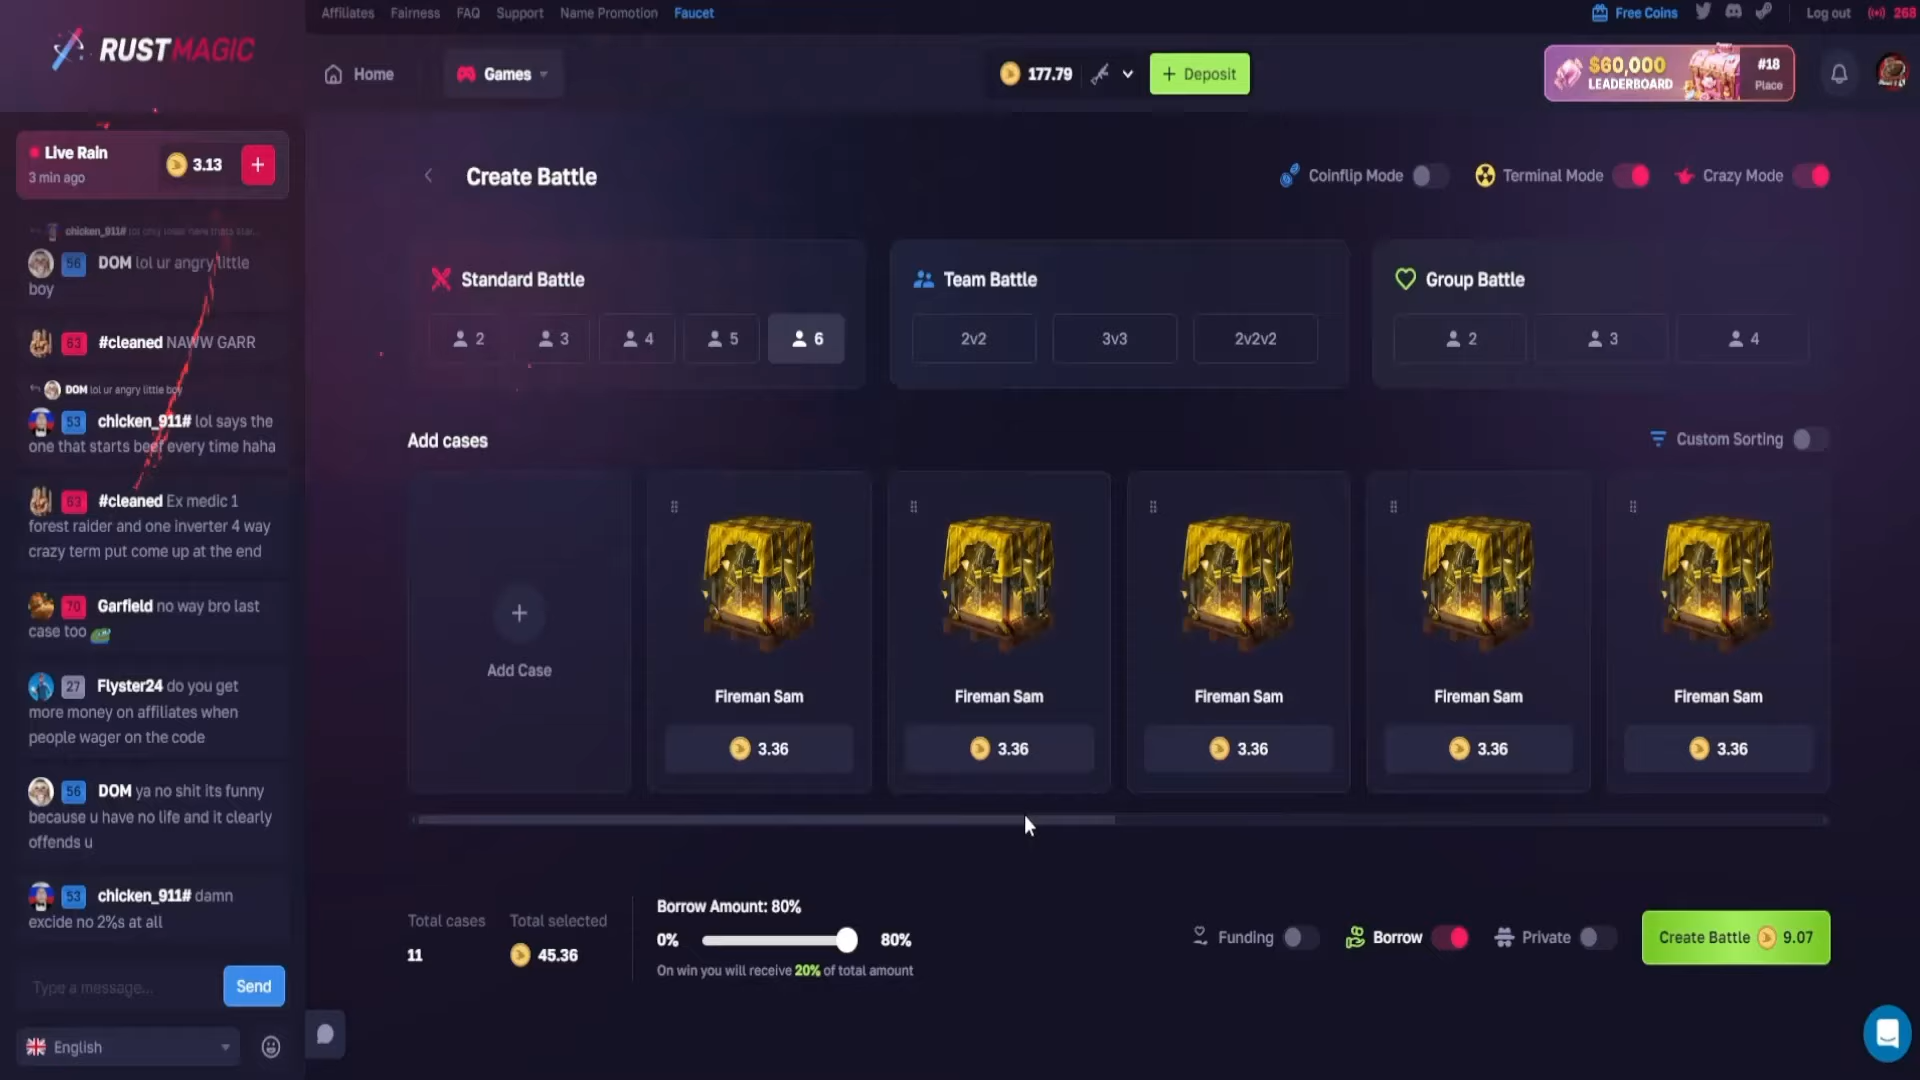 Affiliates Fairness FAQ Support Name Promotion Faucet
Free Coins Log out 268
RUSTMAGIC
Home Games 177.79 + Deposit
$60,000 LEADERBOARD #18 Place
Live Rain
3 min ago
3.13 +
Create Battle
Coinflip Mode Terminal Mode Crazy Mode
chicken_911#
56 DOM lol ur angry little
boy
63 #cleaned NAWW GARR
DOM lol ur angry little boy
53 chicken_911# lol says the
one that starts beef every time haha
63 #cleaned Ex medic 1
forest raider and one inverter 4 way
crazy term put come up at the end
70 Garfield no way bro last
case too
27 Flyster24 do you get
more money on affiliates when
people wager on the code
56 DOM ya no shit its funny
because u have no life and it clearly
offends u
53 chicken_911# damn
excide no 2%s at all
Type a message...
Send
English
Standard Battle
2 3 4 5 6
Team Battle
2v2 3v3 2v2v2
Group Battle
2 3 4
Add cases
Custom Sorting
+
Add Case
Fireman Sam Fireman Sam Fireman Sam Fireman Sam Fireman Sam
3.36 3.36 3.36 3.36 3.36
Total cases
11
Total selected
45.36
Borrow Amount: 80%
0% 80%
On win you will receive 20% of total amount
Funding Borrow Private
Create Battle 9.07